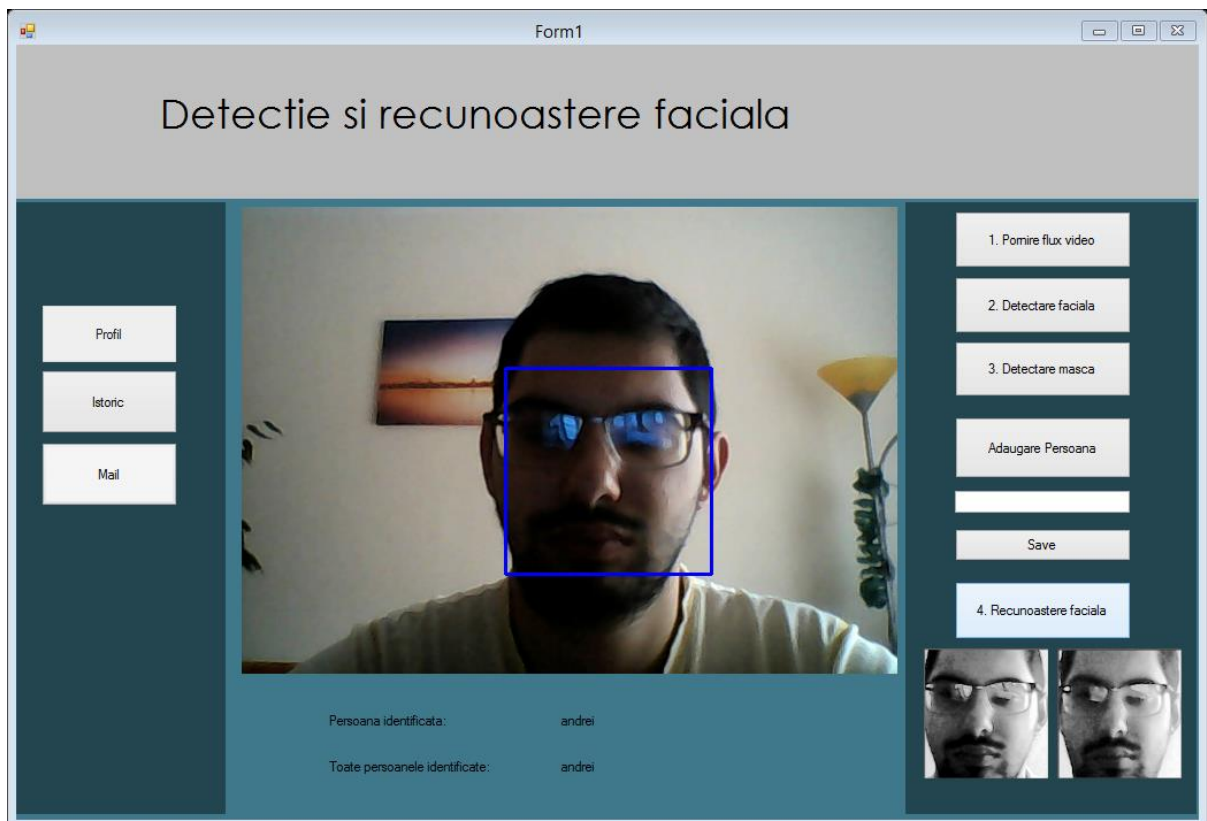 Form1
Detectie si recunoastere faciala
Profil
Istoric
Mail
1. Pornire flux video
2. Detectare faciala
3. Detectare masca
Adaugare Persoana
Save
4. Recunoastere faciala
Persoana identificata: andrei
Toate persoanele identificate: andrei